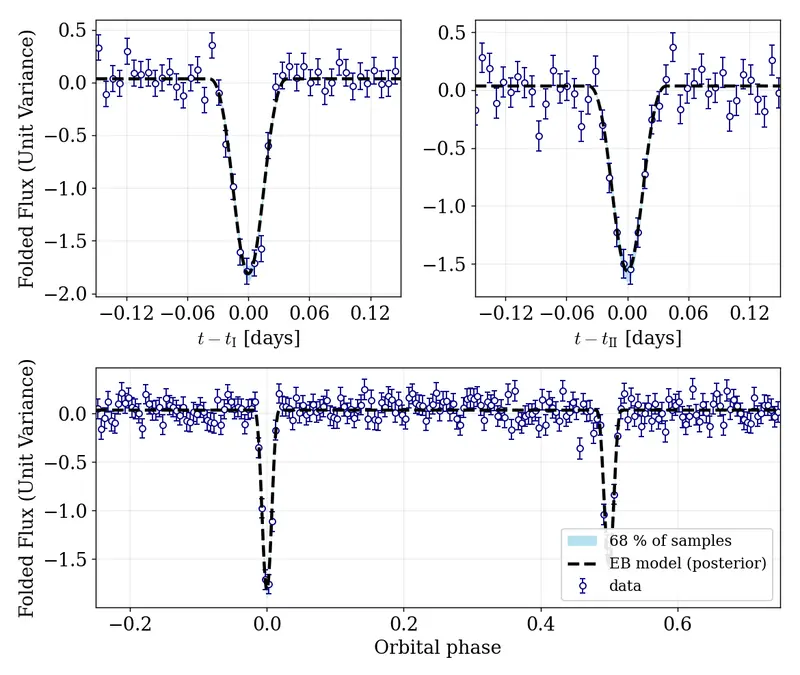 Folded Flux (Unit Variance)
0.5
0.0
−0.5
−1.0
−1.5
−2.0
−0.12 −0.06 0.00 0.06 0.12
t − tI [days]
0.5
0.0
−0.5
−1.0
−1.5
−0.12 −0.06 0.00 0.06 0.12
t − tII [days]
Folded Flux (Unit Variance)
0.0
−0.5
−1.0
−1.5
−0.2 0.0 0.2 0.4 0.6
Orbital phase
68 % of samples
EB model (posterior)
data